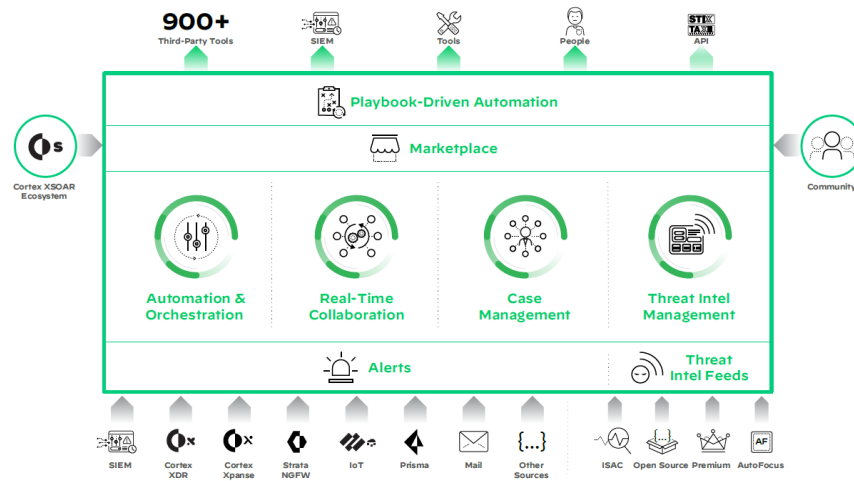 900+
Third-Party Tools
SIEM
Tools
People
STIX
TAXII
API
Playbook-Driven Automation
Marketplace
S
Cortex XSOAR
Ecosystem
Community
Automation &
Orchestration
Real-Time
Collaboration
Case
Management
Threat Intel
Management
Alerts
Threat
Intel Feeds
SIEM
X
Cortex
XDR
X
Cortex
Xpanse
Strata
NGFW
IoT
Prisma
Mail
{...}
Other
Sources
ISAC
{...}
Open Source
Premium
AF
AutoFocus